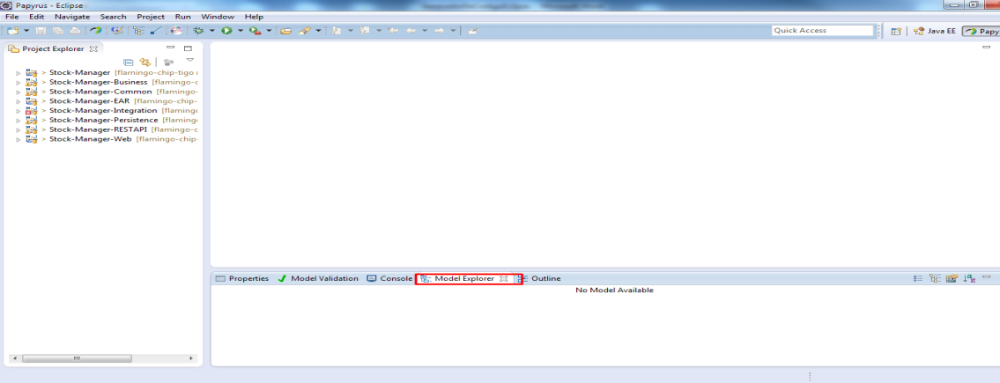 Papyrus - Eclipse
File Edit Navigate Search Project Run Window Help
Quick Access
Java EE
Papy
Project Explorer
> Stock-Manager [flamingo-chip-tigo
> Stock-Manager-Business [flamingo-c
> Stock-Manager-Common [flamingo-
> Stock-Manager-EAR [flamingo-chip-
> Stock-Manager-Integration [flaming
> Stock-Manager-Persistence [flaming
> Stock-Manager-RESTAPI [flamingo-c
> Stock-Manager-Web [flamingo-chip
Properties Model Validation Console Model Explorer Outline
No Model Available